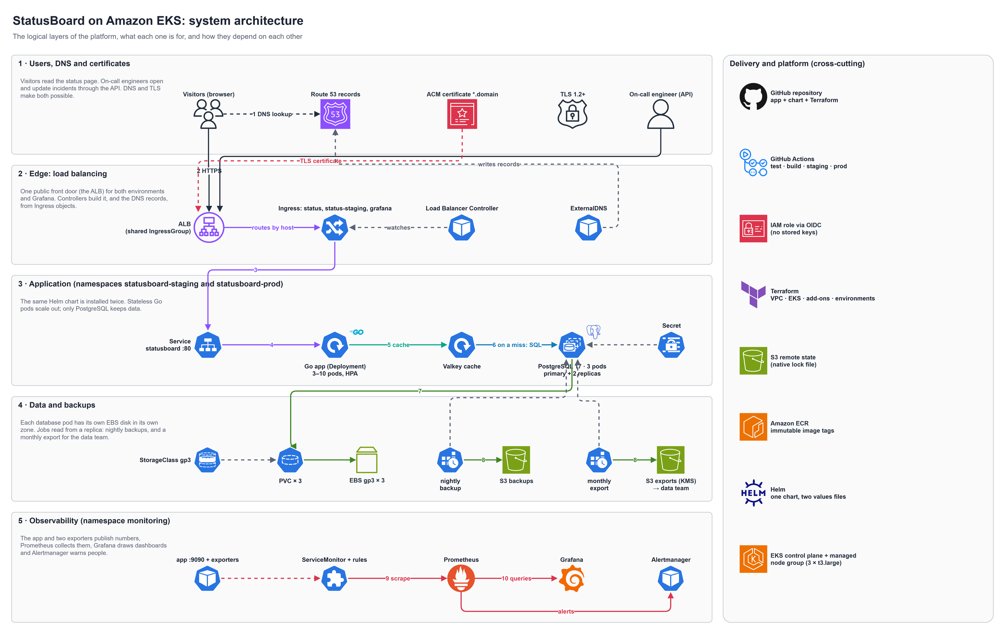 StatusBoard on Amazon EKS: system architecture
The logical layers of the platform, what each one is for, and how they depend on each other
1 · Users, DNS and certificates
Visitors read the status page. On-call engineers open
and update incidents through the API. DNS and TLS
make both possible.
Visitors (browser)
Route 53 records
ACM certificate *.domain
TLS 1.2+
On-call engineer (API)
1 DNS lookup
53
TLS certificate
writes records
2 HTTPS
2 · Edge: load balancing
One public front door (the ALB) for both environments
and Grafana. Controllers build it, and the DNS records,
from Ingress objects.
Ingress: status, status-staging, grafana
Load Balancer Controller
ExternalDNS
ALB
(shared IngressGroup)
routes by host
watches
3
3 · Application (namespaces statusboard-staging and statusboard-prod)
The same Helm chart is installed twice. Stateless Go
pods scale out; only PostgreSQL keeps data.
Secret
GO
Service
statusboard :80
4
5 cache
6 on a miss: SQL
Go app (Deployment)
3–10 pods, HPA
Valkey cache
PostgreSQL 17 · 3 pods
primary + 2 replicas
7
4 · Data and backups
Each database pod has its own EBS disk in its own
zone. Jobs read from a replica: nightly backups, and a
monthly export for the data team.
StorageClass gp3
8
8
PVC × 3
EBS gp3 × 3
nightly
backup
S3 backups
monthly
export
S3 exports (KMS)
→ data team
5 · Observability (namespace monitoring)
The app and two exporters publish numbers,
Prometheus collects them, Grafana draws dashboards
and Alertmanager warns people.
app :9090 + exporters
ServiceMonitor + rules
Prometheus
Grafana
Alertmanager
9 scrape
10 queries
alerts
Delivery and platform (cross-cutting)
GitHub repository
app + chart + Terraform
GitHub Actions
test · build · staging · prod
IAM role via OIDC
(no stored keys)
Terraform
VPC · EKS · add-ons · environments
S3 remote state
(native lock file)
Amazon ECR
immutable image tags
HELM
Helm
one chart, two values files
K
EKS control plane + managed
node group (3 × t3.large)